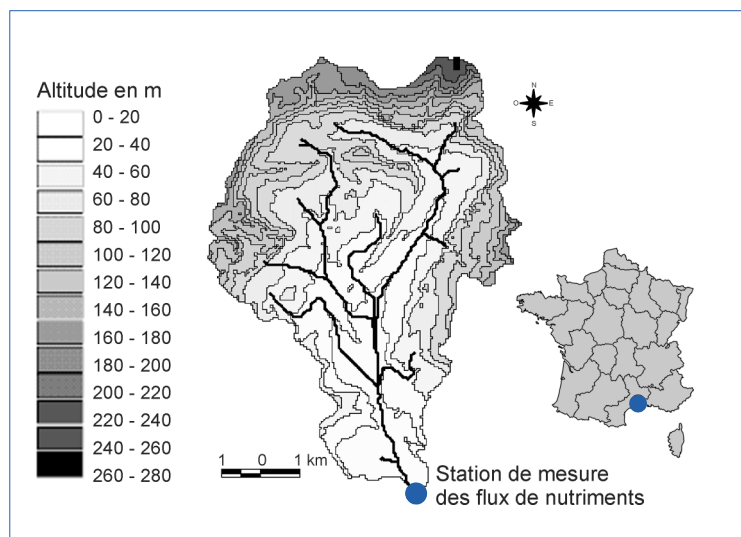 Altitude en m
0 - 20
20 - 40
40 - 60
60 - 80
80 - 100
100 - 120
120 - 140
140 - 160
160 - 180
180 - 200
200 - 220
220 - 240
240 - 260
260 - 280
N
O E
S
1 0 1 km
Station de mesure
des flux de nutriments